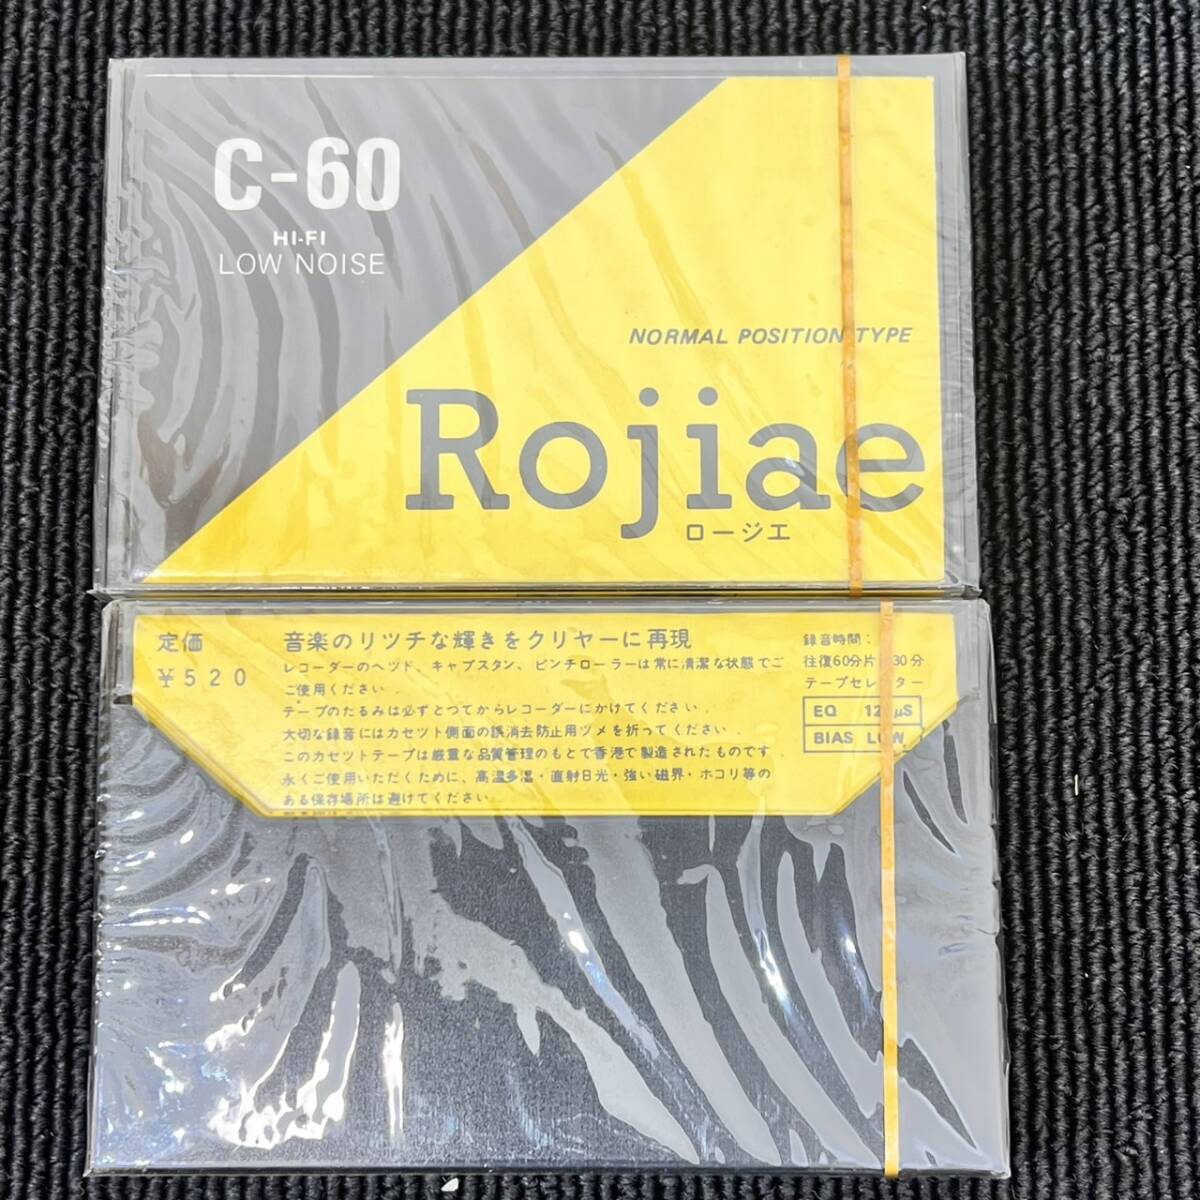 C-60
HI-FI
LOW NOISE
NORMAL POSITION TYPE
Rojiae
ロージエ
定価
¥520
音楽のリツチな輝きをクリヤーに再現
レコーダーのヘツド、キャプスタン、ピンチローラーは常に清潔な状態でご
ご使用ください.
テープのたるみは必ずとつてからレコーダーにかけてください.
大切な録音にはカセツト側面の誤消去防止用ツメを折ってください.
このカセツトテープは厳重な品質管理のもとで香港で製造されたものです.
永くご使用いただくために、高温多湿・直射日光・強い磁界・ホコリ等の
ある保存場所は避けてください.
録音時間:
往復60分片 30分
テープセレクター
EQ 12 μS
BIAS LOW